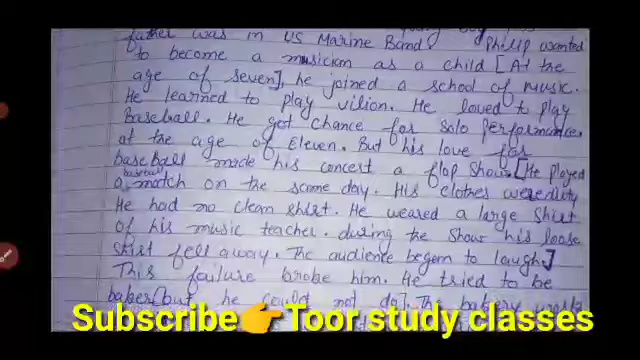 father was in US Marine Band Philip wanted
to become a musician as a child [At the
age of seven], he joined a school of music.
He learned to play vilion. He loved to play
Baseball. He got chance for solo performance.
at the age of Eleven. But his love for
baseball made his concert a flop show. [He played
a baseball match on the same day. His clothes were dirty
He had no clean shirt. He weared a large shirt
of his music teacher. during the show his loose
shirt fell away. The audience began to laugh.]
This failure broke him. He tried to be
baker [but he could not do]. The bakery work
Subscribe👉Toor study classes